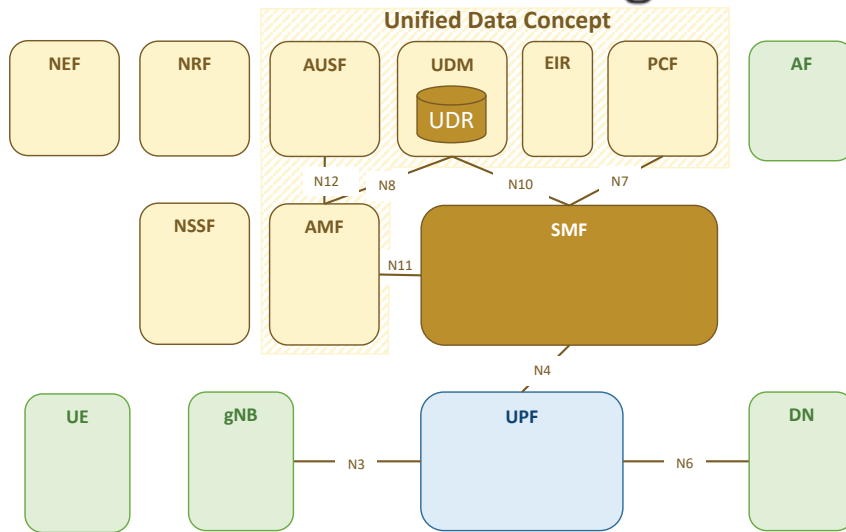 Unified Data Concept
NEF
NRF
AUSF
UDM
EIR
PCF
AF
UDR
N12
N8
N10
N7
NSSF
AMF
SMF
N11
N4
UE
gNB
UPF
DN
N3
N6